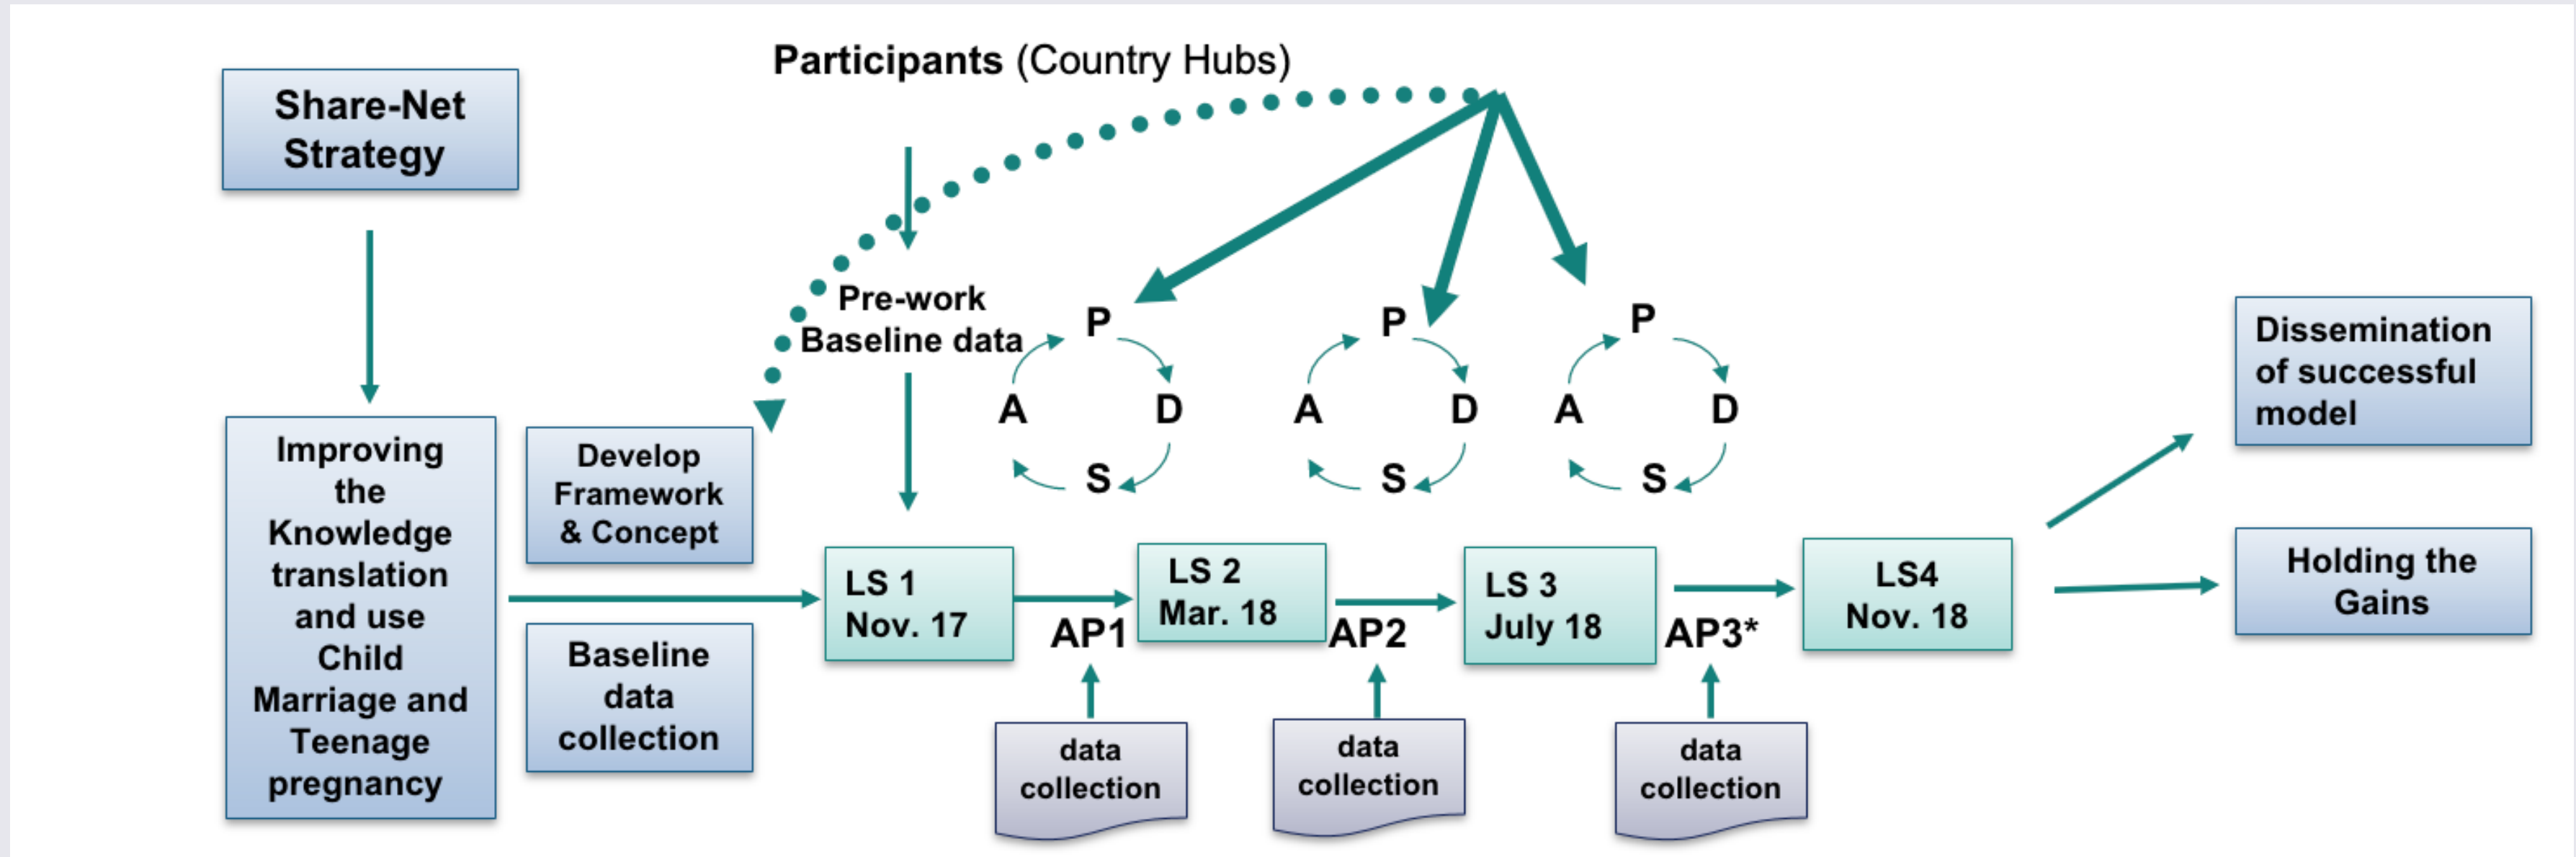 Participants (Country Hubs)
Share-Net
Strategy
Improving
the
Knowledge
translation
and use
Child
Marriage and
Teenage
pregnancy
Develop
Framework
& Concept
Baseline
data
collection
Pre-work
Baseline data
P
A
D
S
P
A
D
S
P
A
D
S
LS 1
Nov. 17
AP1
LS 2
Mar. 18
AP2
LS 3
July 18
AP3*
LS4
Nov. 18
data
collection
data
collection
data
collection
Dissemination
of successful
model
Holding the
Gains